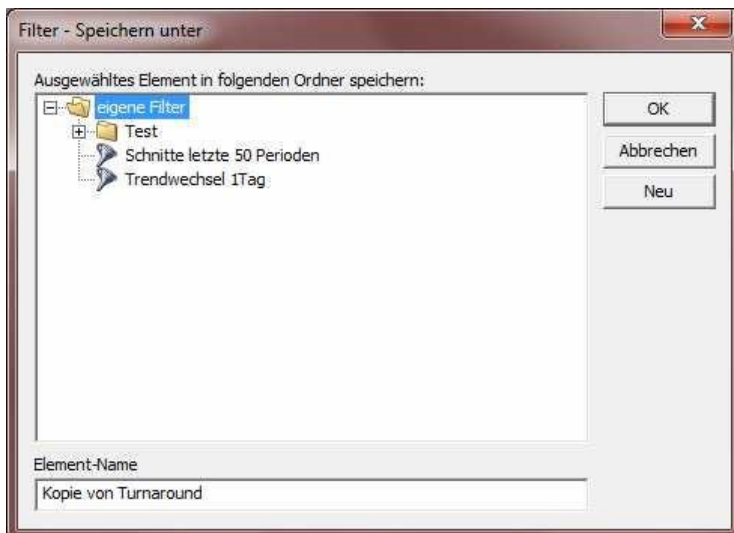 Filter - Speichern unter
Ausgewähltes Element in folgenden Ordner speichern:
eigene Filter
Test
Schnitte letzte 50 Perioden
Trendwechsel 1Tag
OK
Abbrechen
Neu
Element-Name
Kopie von Turnaround